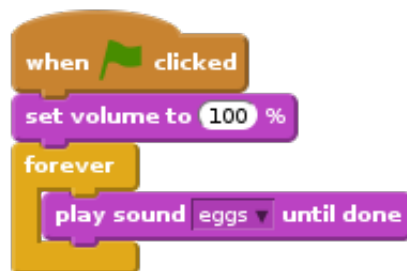 when clicked
set volume to 100 %
forever
play sound eggs until done